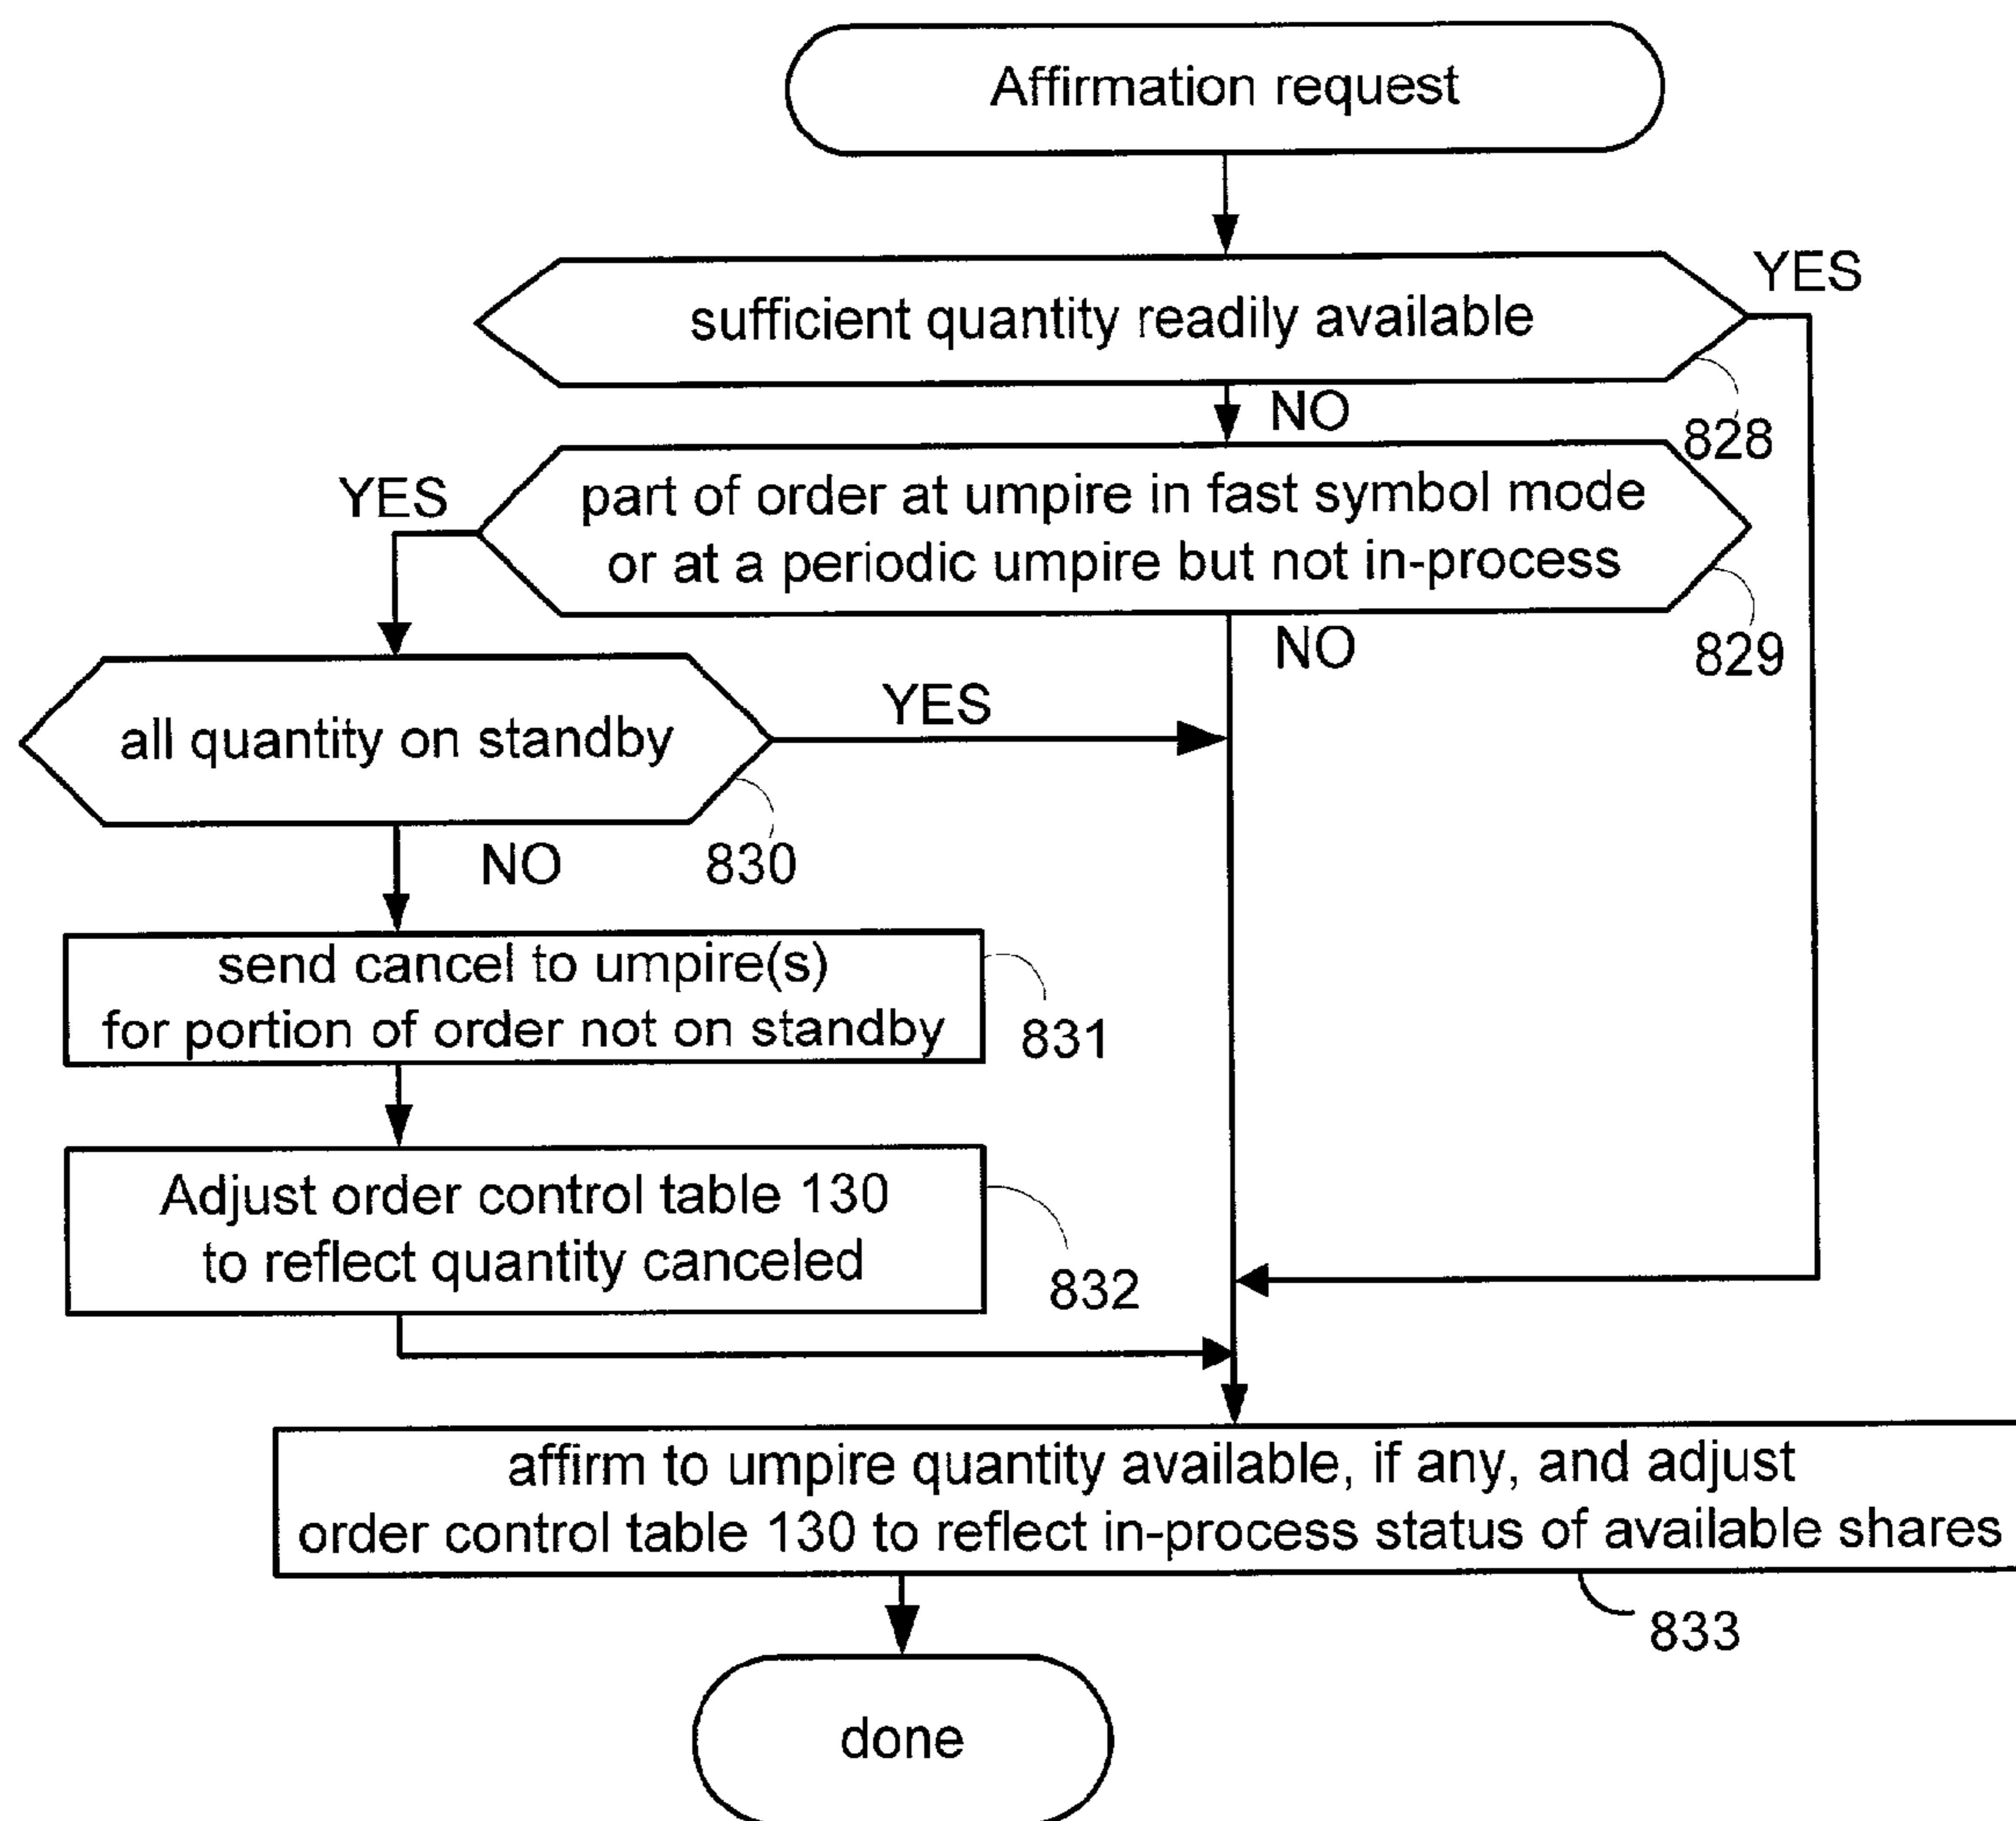 Affirmation request
YES
sufficient quantity readily available
NO
828
YES
part of order at umpire in fast symbol mode
or at a periodic umpire but not in-process
NO
829
all quantity on standby
YES
NO
830
send cancel to umpire(s)
for portion of order not on standby
831
Adjust order control table 130
to reflect quantity canceled
832
affirm to umpire quantity available, if any, and adjust
order control table 130 to reflect in-process status of available shares
833
done